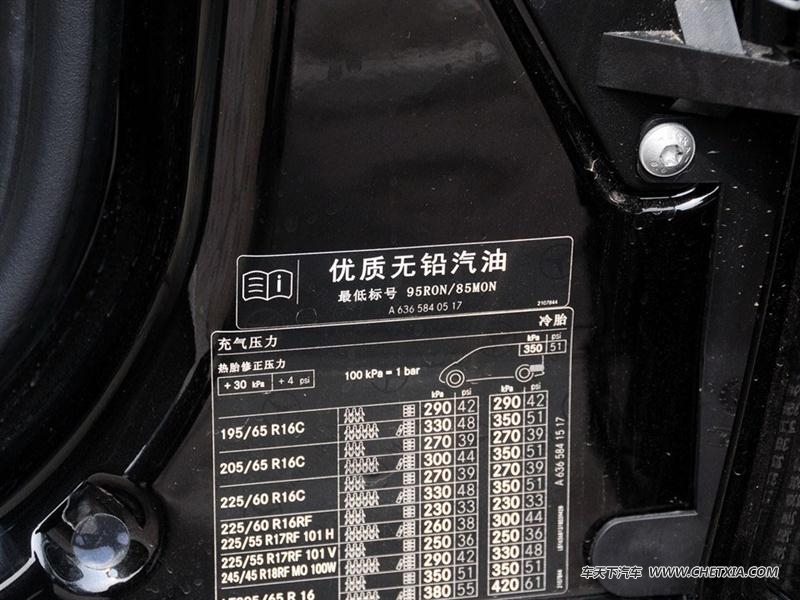 优质无铅汽油
最低标号 95RON/85MON
A 636 584 05 17
2107844
充气压力
冷胎
热胎修正压力
+ 30 kPa + 4 psi
100 kPa = 1 bar
kPa psi
350 51
kPa psi kPa psi
290 42 290 42
195/65 R16C 330 48 350 51
270 39 270 39
205/65 R16C 300 44 350 51
270 39 270 39
225/60 R16C 330 48 350 51
230 33 230 33
225/60 R16RF
225/55 R17RF 101 H 260 38 300 44
250 36 250 36
225/55 R17RF 101 V
245/45 R18RF MO 100W 290 42 330 48
350 51 350 51
380 55 420 61
A 636 584 15 17
车天下汽车 WWW.CHETXIA.COM